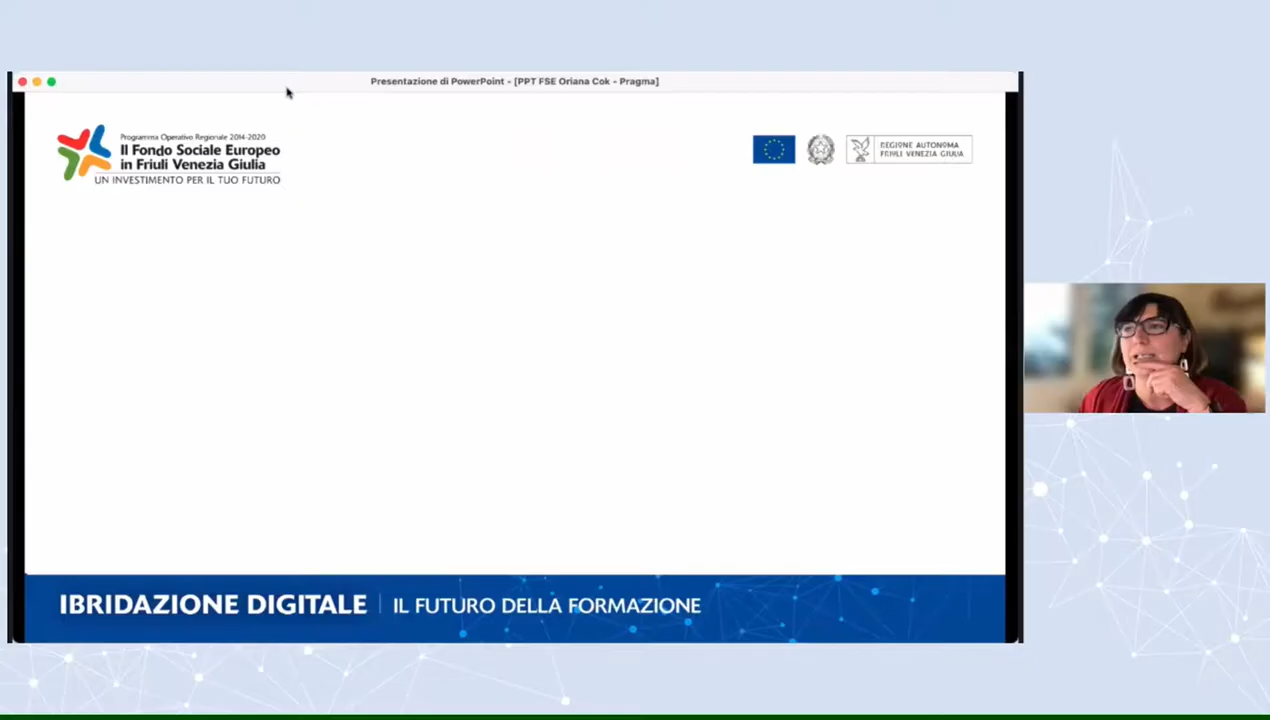 Presentazione di PowerPoint - [PPT FSE Oriana Cok - Pragma]
Programma Operativo Regionale 2014-2020
Il Fondo Sociale Europeo
in Friuli Venezia Giulia
UN INVESTIMENTO PER IL TUO FUTURO
REGIONE AUTONOMA
FRIULI VENEZIA GIULIA
IBRIDAZIONE DIGITALE | IL FUTURO DELLA FORMAZIONE